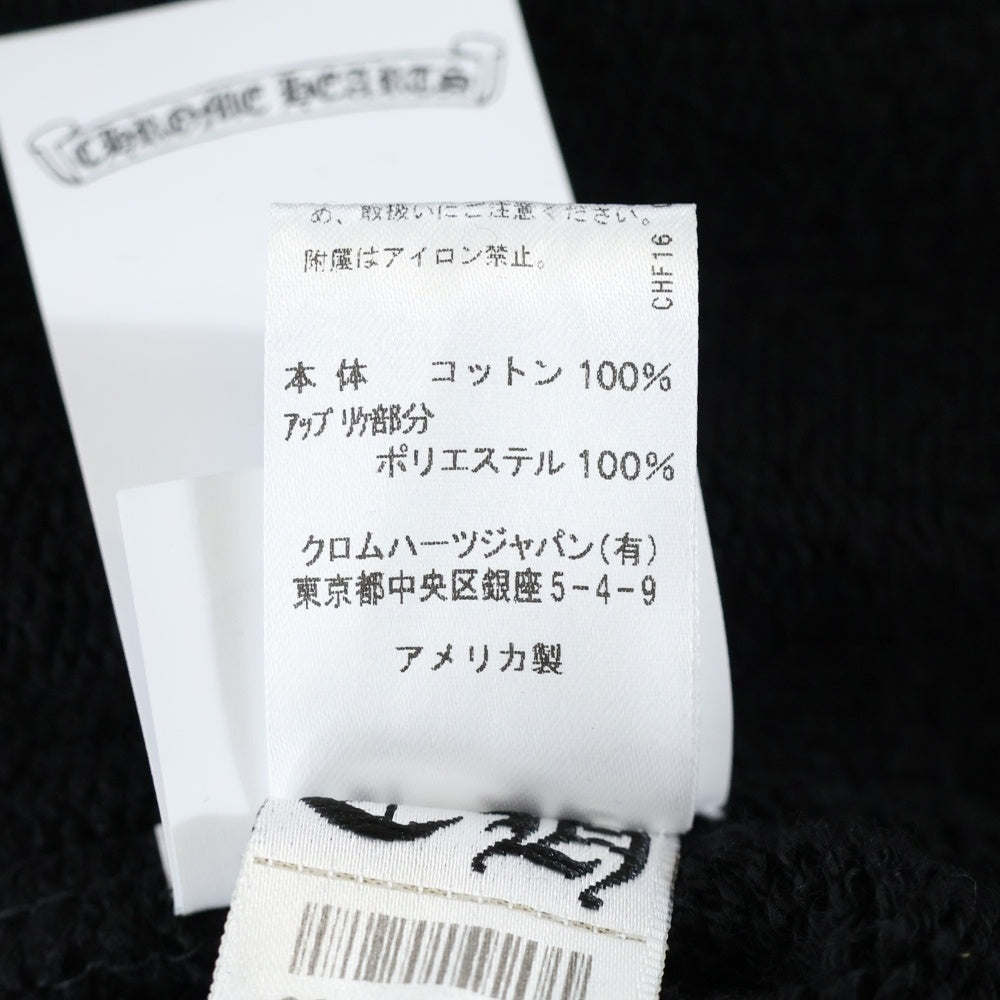 CHROME HEARTS
め、取扱いにご注意ください。
附属はアイロン禁止。
CHF16
本体 コットン 100%
アップリケ部分
ポリエステル 100%
クロムハーツジャパン(有)
東京都中央区銀座5-4-9
アメリカ製